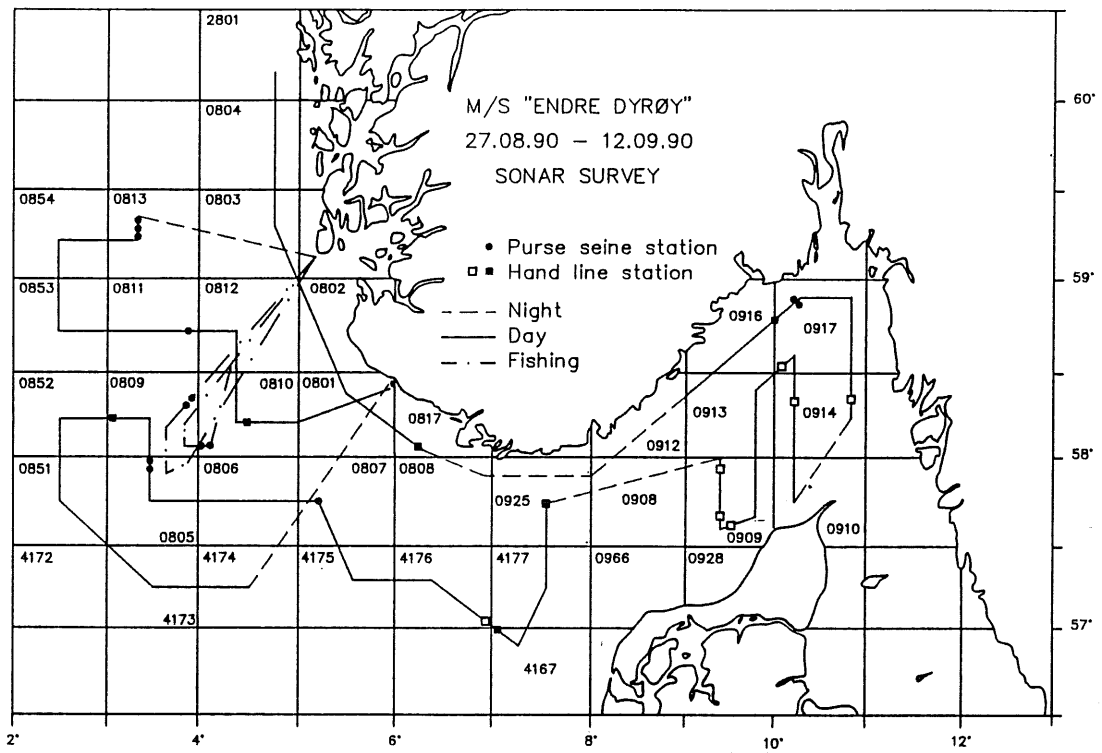 2801
M/S "ENDRE DYRØY"
60°
0804
27.08.90 – 12.09.90
SONAR SURVEY
0854 0813 0803
Purse seine station
Hand line station
59°
0853 0811 0812 0802
Night
0916 0917
Day
Fishing
0852 0809 0810 0801
0817 0913 0914
0912
58°
0851 0806 0807 0808
0925 0908 0910
0805 0909
4172 4174 4175 4176 4177 0966 0928
4173
57°
4167
2° 4° 6° 8° 10° 12°